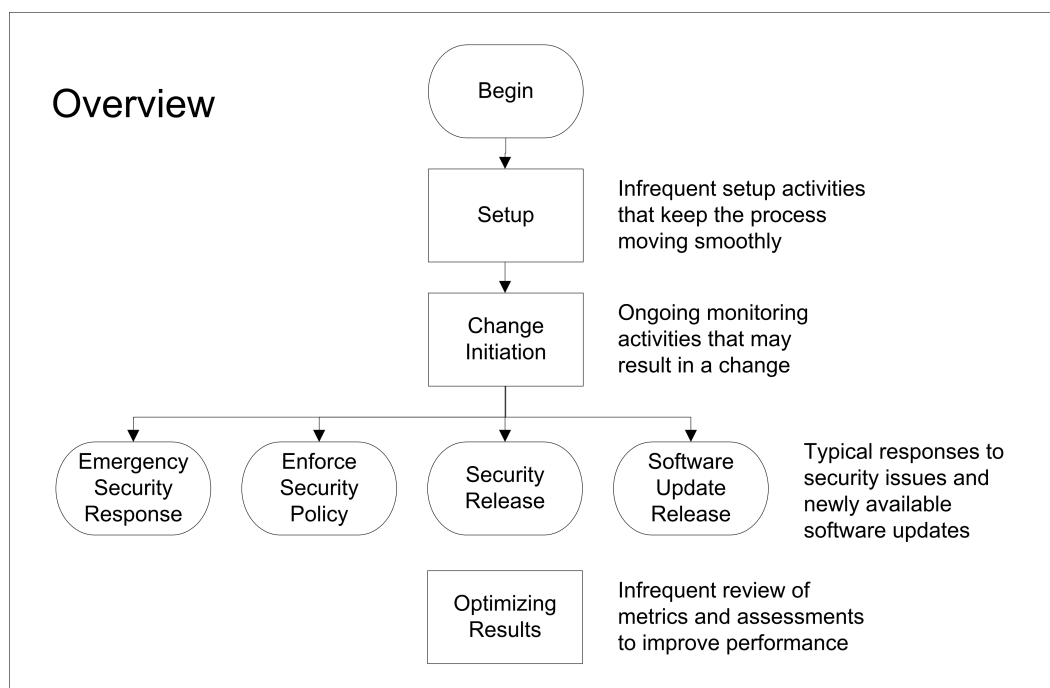 Overview
Begin
Setup
Infrequent setup activities
that keep the process
moving smoothly
Change
Initiation
Ongoing monitoring
activities that may
result in a change
Emergency
Security
Response
Enforce
Security
Policy
Security
Release
Software
Update
Release
Typical responses to
security issues and
newly available
software updates
Optimizing
Results
Infrequent review of
metrics and assessments
to improve performance